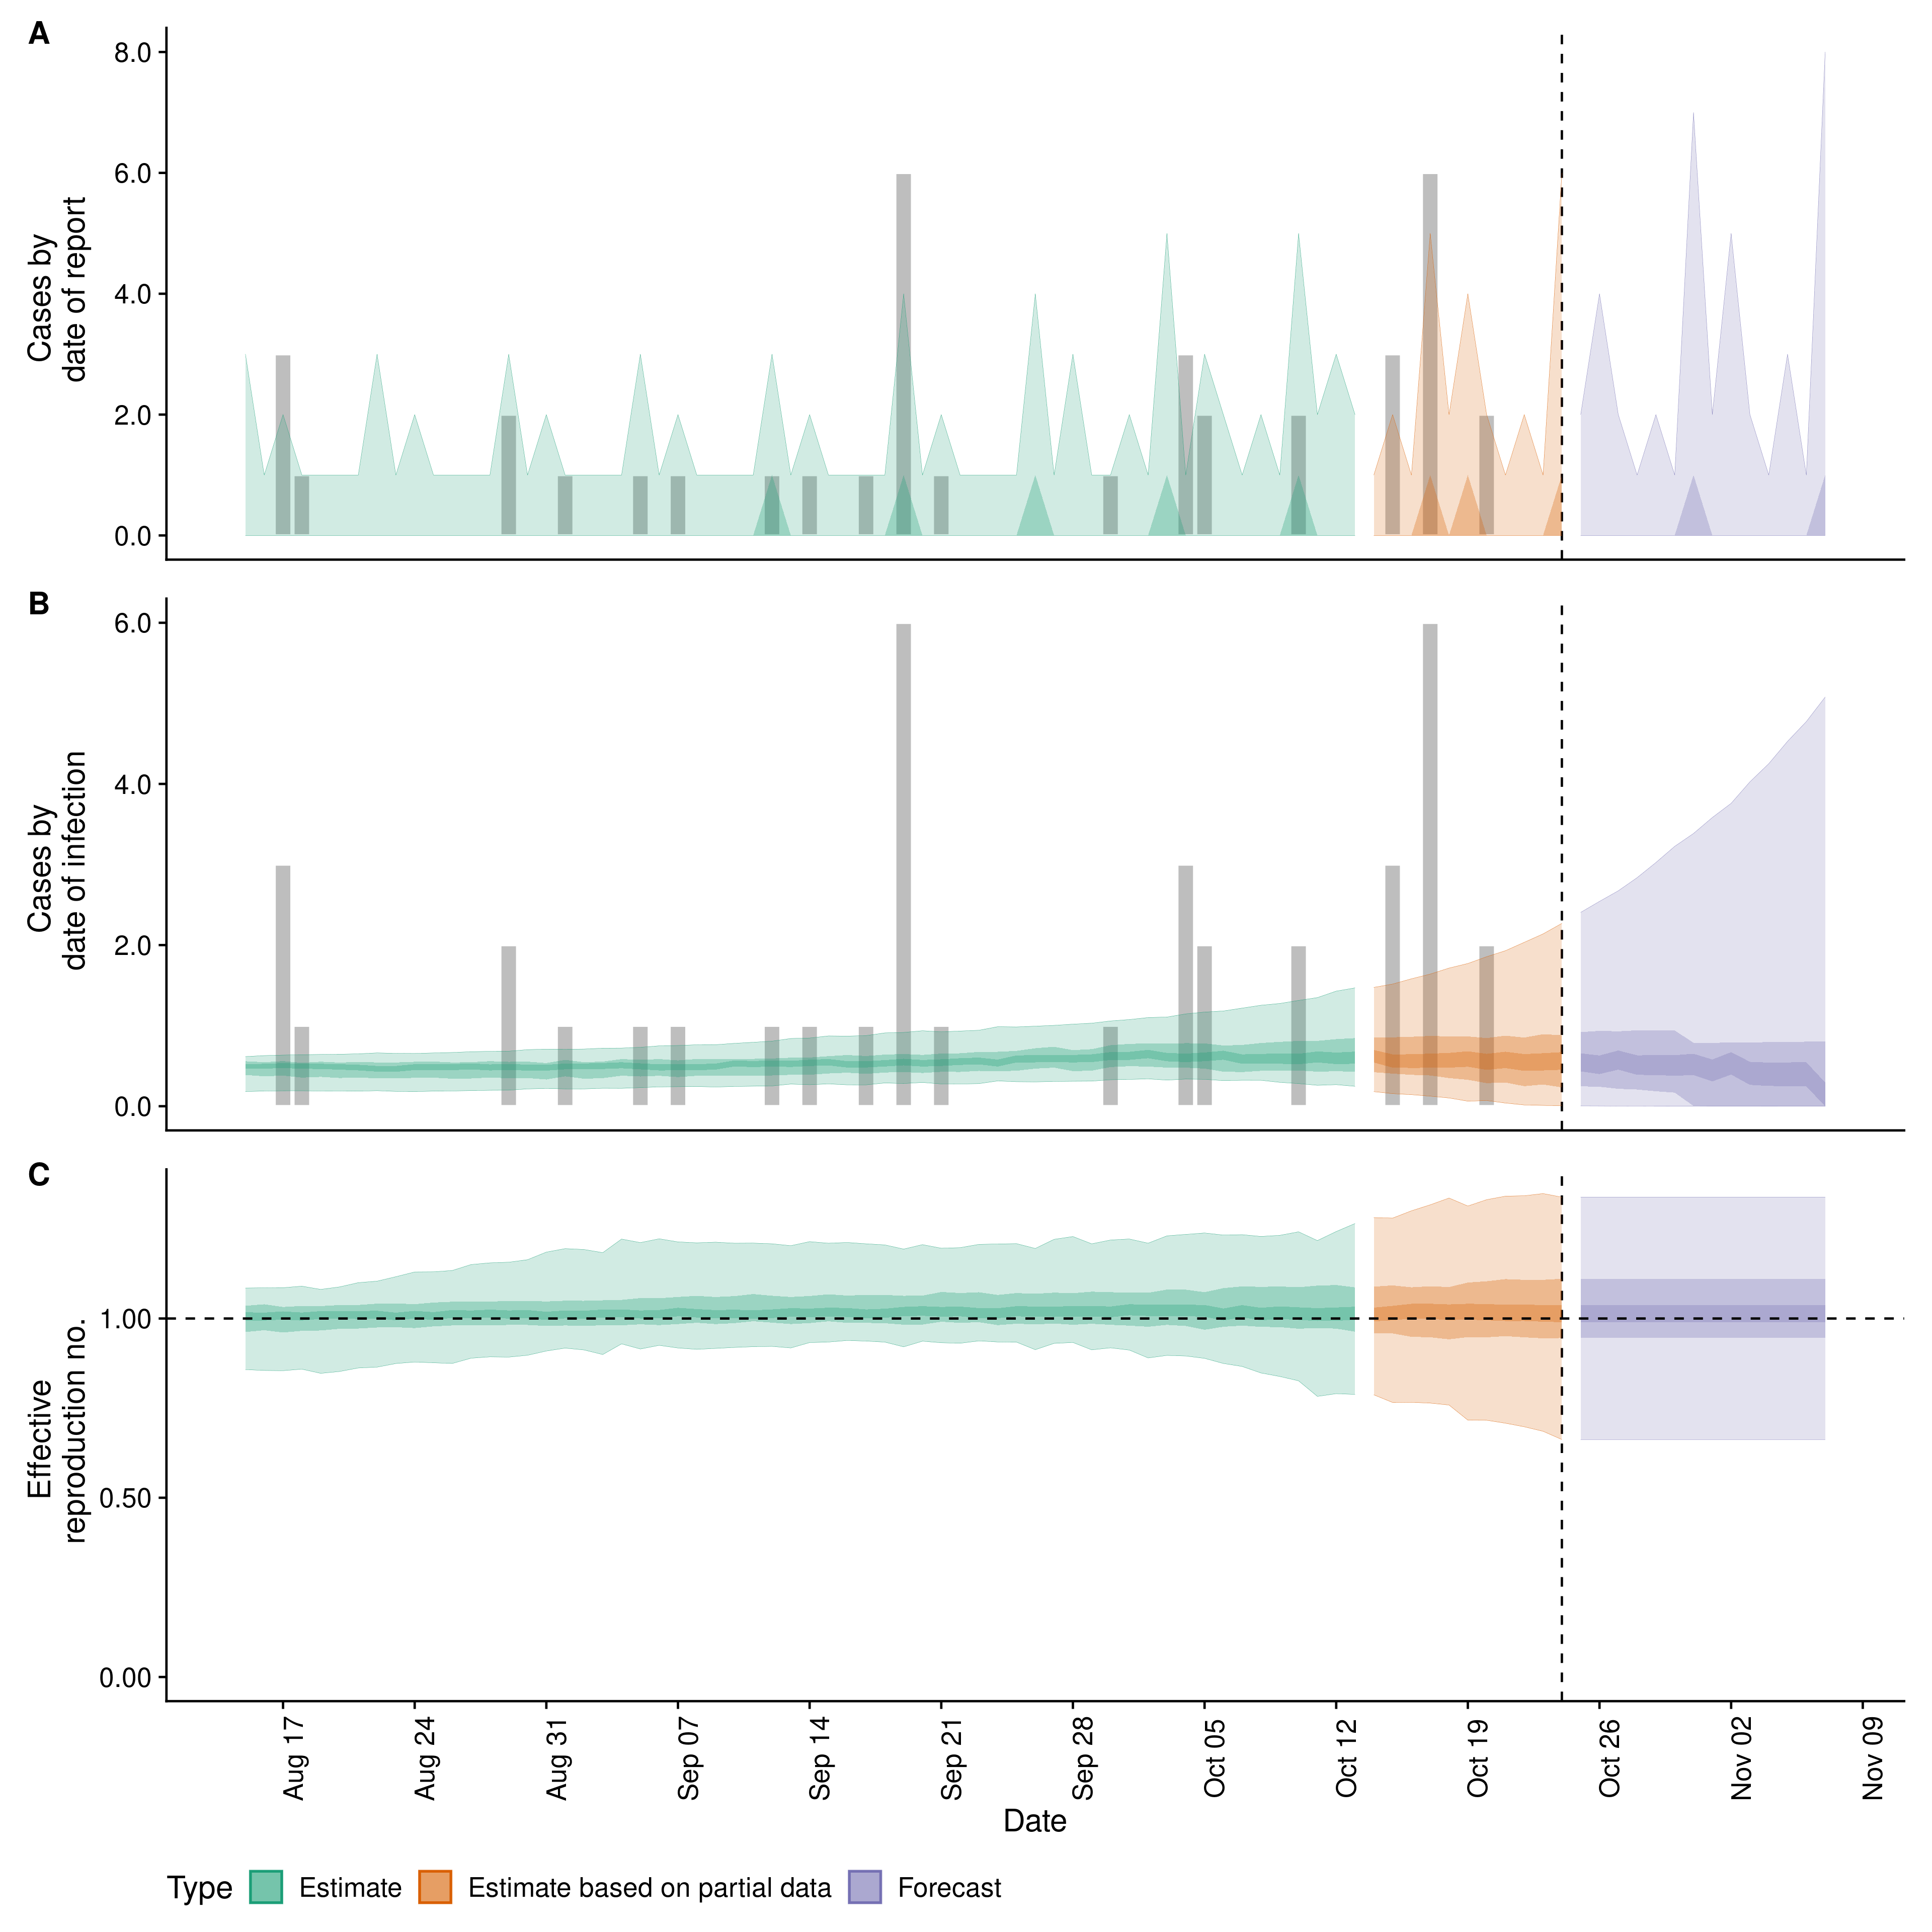 A
8.0
6.0
4.0
2.0
0.0
Cases by
date of report
B
6.0
4.0
2.0
0.0
Cases by
date of infection
C
1.00
0.50
0.00
Effective
reproduction no.
Aug 17
Aug 24
Aug 31
Sep 07
Sep 14
Sep 21
Sep 28
Oct 05
Oct 12
Oct 19
Oct 26
Nov 02
Nov 09
Date
Type Estimate Estimate based on partial data Forecast